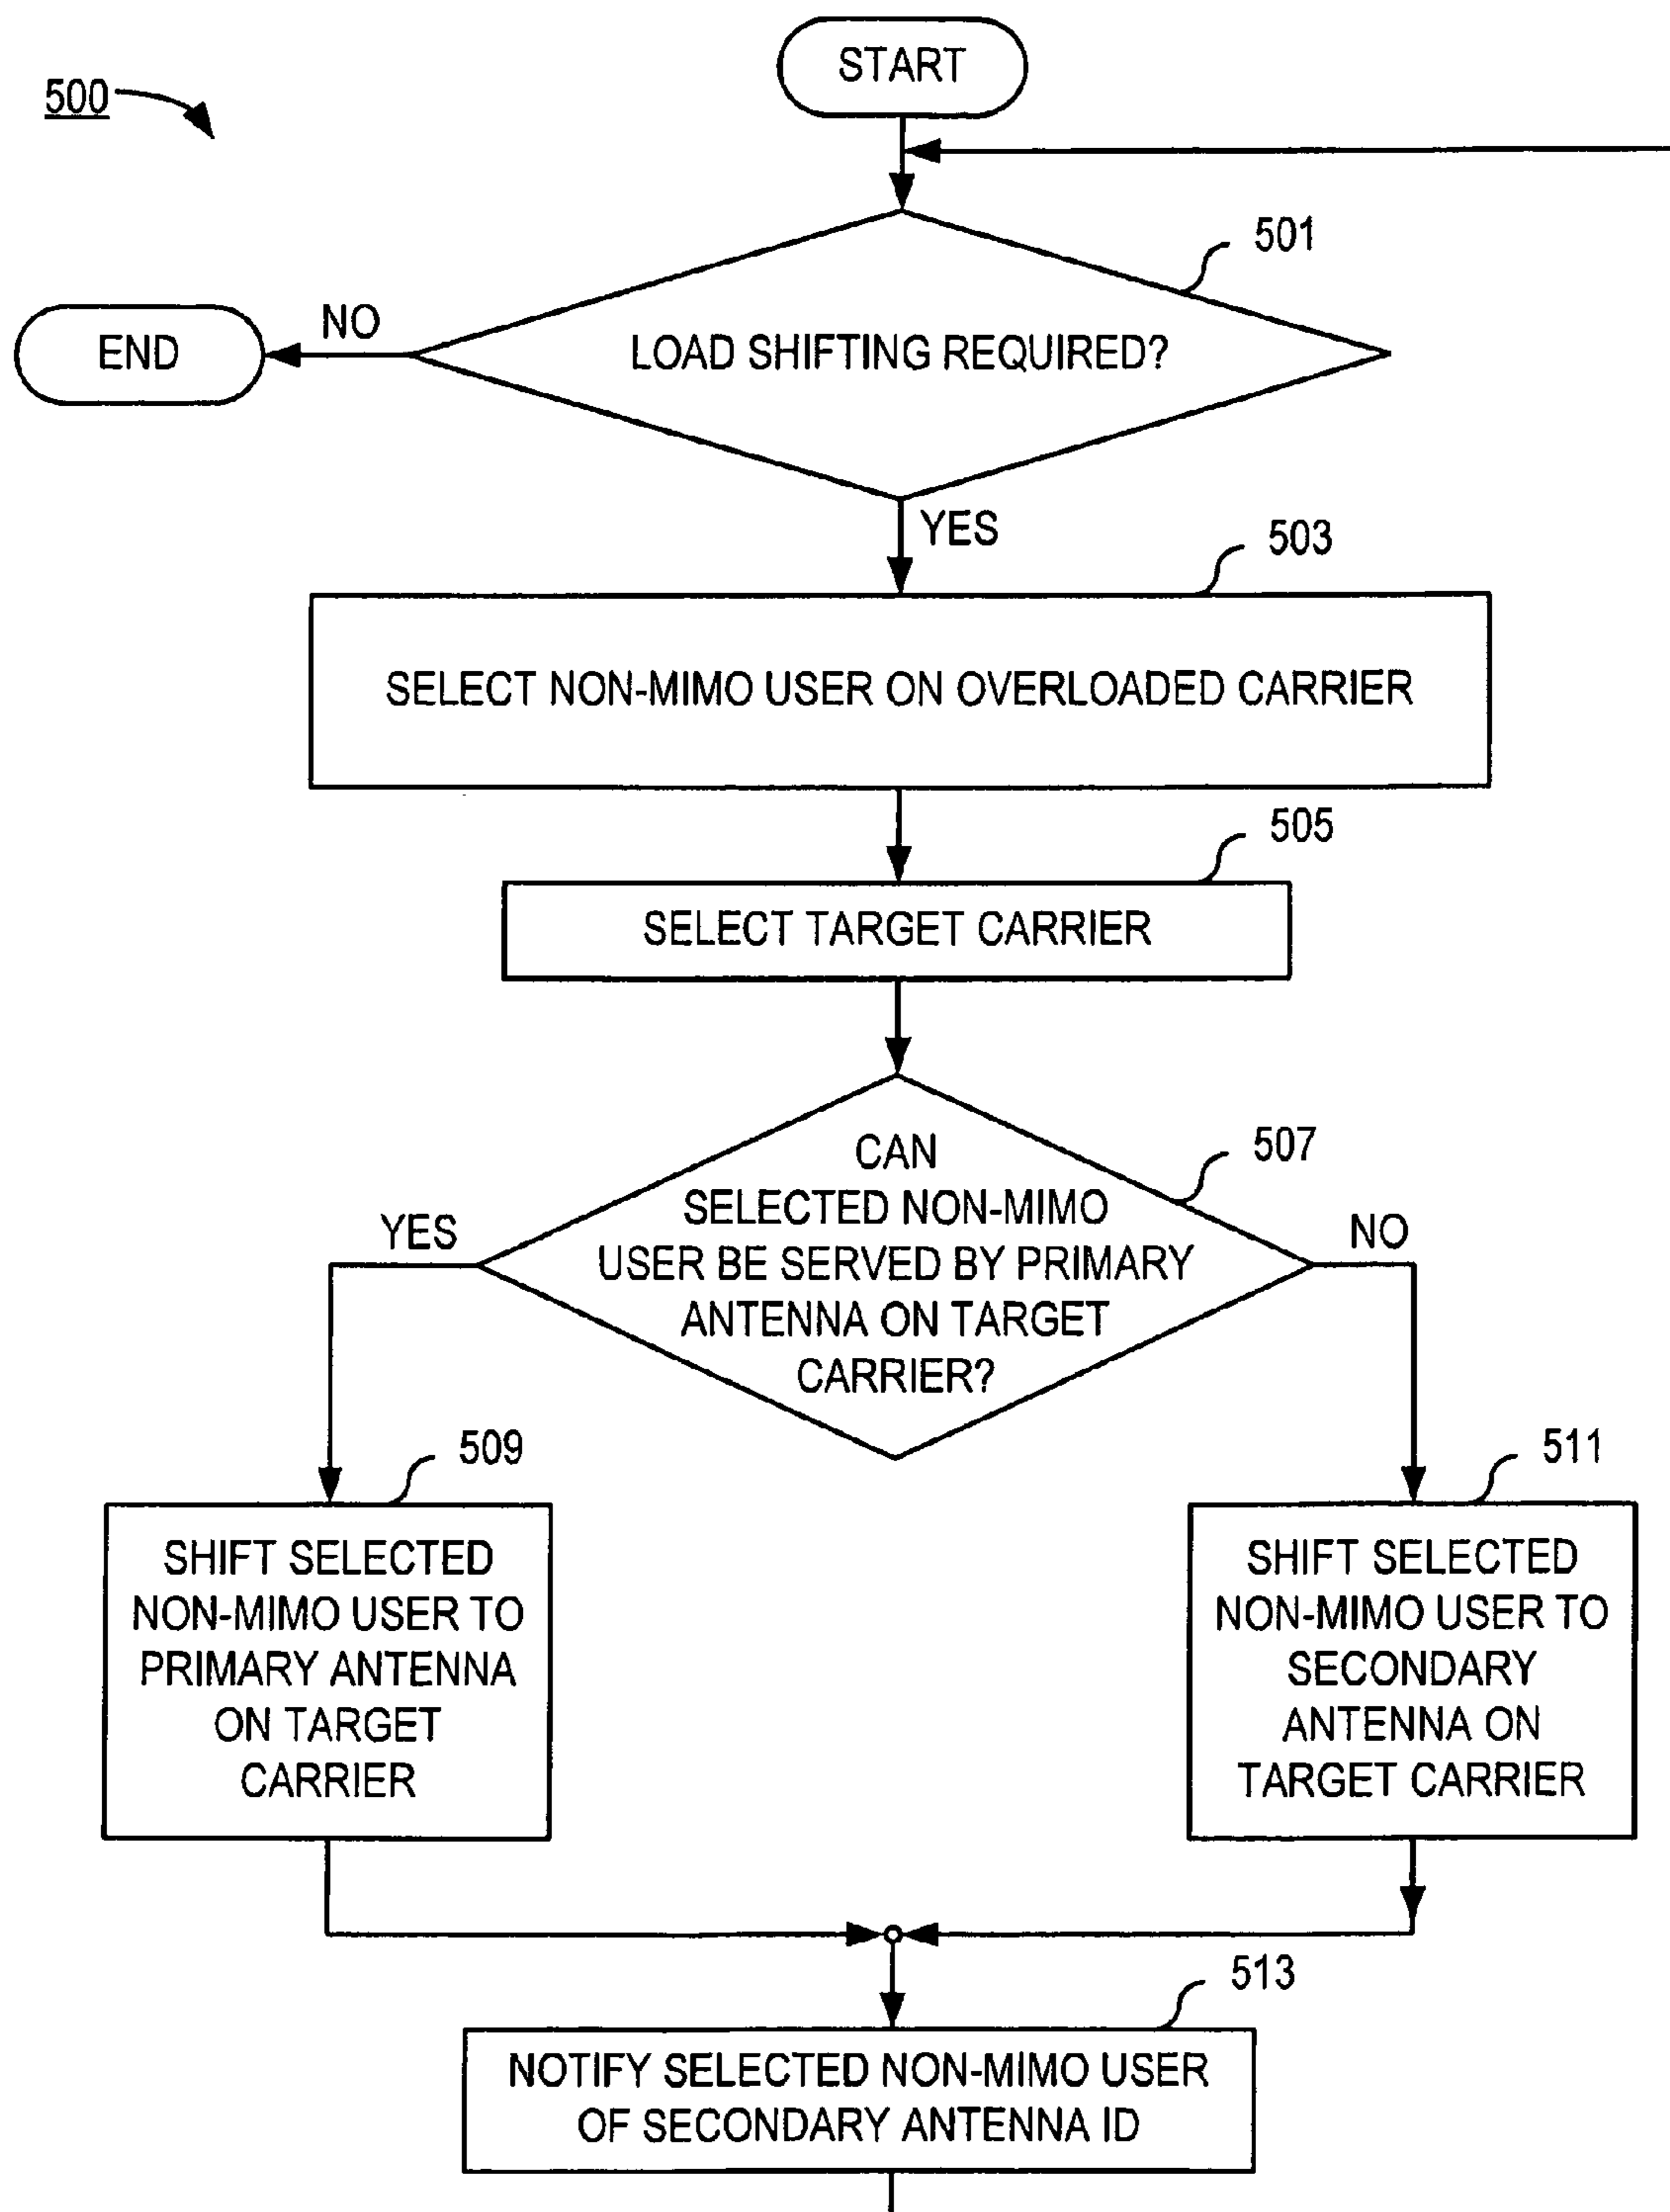 START
500
501
END
NO
LOAD SHIFTING REQUIRED?
YES
503
SELECT NON-MIMO USER ON OVERLOADED CARRIER
505
SELECT TARGET CARRIER
507
CAN
SELECTED NON-MIMO
USER BE SERVED BY PRIMARY
ANTENNA ON TARGET
CARRIER?
YES
NO
509
SHIFT SELECTED
NON-MIMO USER TO
PRIMARY ANTENNA
ON TARGET
CARRIER
511
SHIFT SELECTED
NON-MIMO USER TO
SECONDARY
ANTENNA ON
TARGET CARRIER
513
NOTIFY SELECTED NON-MIMO USER
OF SECONDARY ANTENNA ID